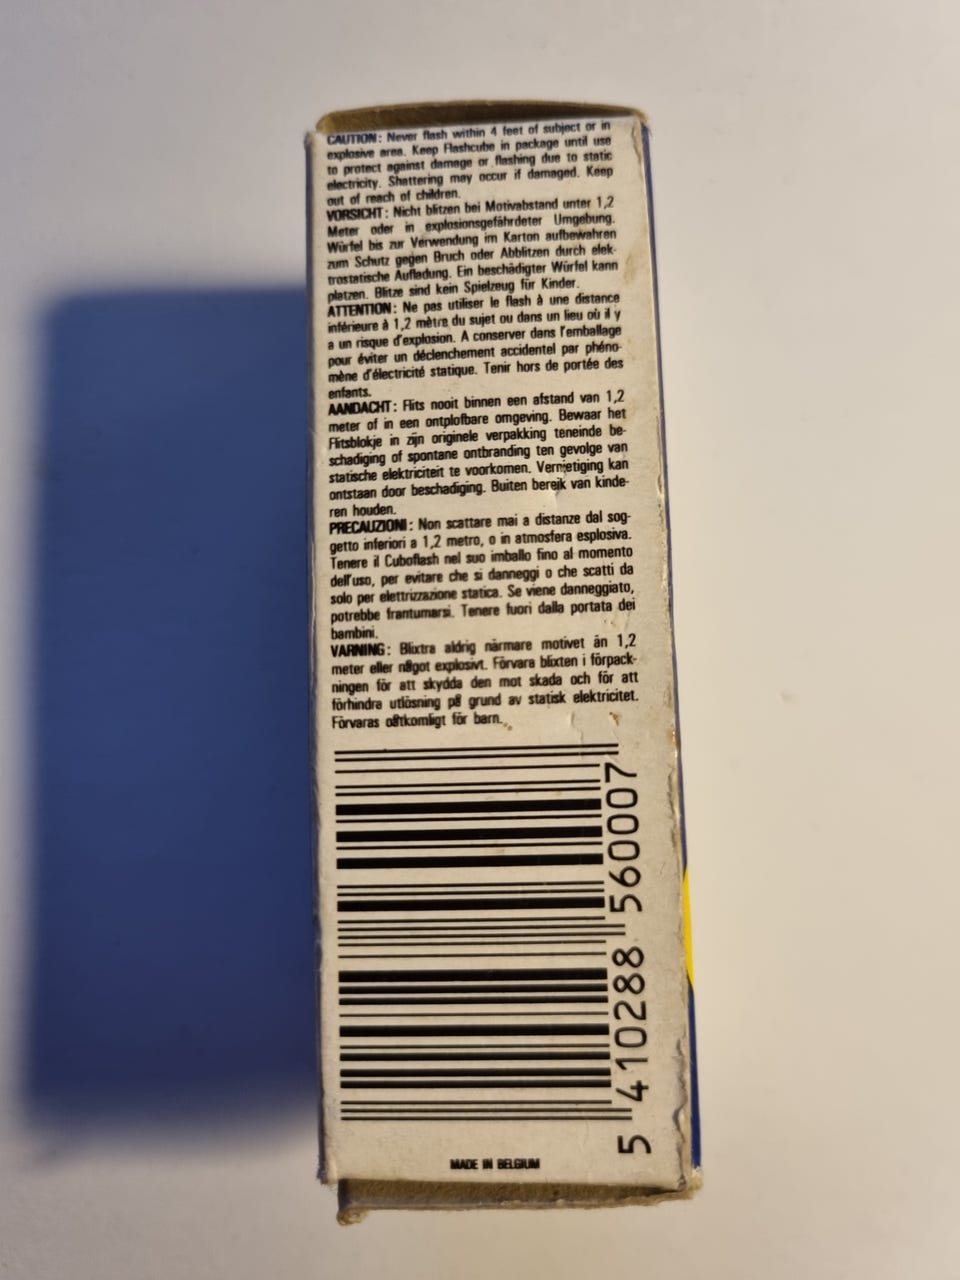 CAUTION: Never flash within 4 feet of subject or in
explosive area. Keep Flashcube in package until use
to protect against damage or flashing due to static
electricity. Shattering may occur if damaged. Keep
out of reach of children.
VORSICHT: Nicht blitzen bei Motivabstand unter 1,2
Meter oder in explosionsgefährdeter Umgebung.
Würfel bis zur Verwendung im Karton aufbewahren
zum Schutz gegen Bruch oder Abblitzen durch elek-
trostatische Aufladung. Ein beschädigter Würfel kann
platzen. Blitze sind kein Spielzeug für Kinder.
ATTENTION: Ne pas utiliser le flash à une distance
inférieure à 1,2 mètre du sujet ou dans un lieu où il y
a un risque d'explosion. A conserver dans l'emballage
pour éviter un déclenchement accidentel par phéno-
mène d'électricité statique. Tenir hors de portée des
enfants.
AANDACHT: Flits nooit binnen een afstand van 1,2
meter of in een ontplofbare omgeving. Bewaar het
Flitsblokje in zijn originele verpakking teneinde be-
schadiging of spontane ontbranding ten gevolge van
statische elektriciteit te voorkomen. Vernietiging kan
ontstaan door beschadiging. Buiten bereik van kinde-
ren houden.
PRECAUZIONI: Non scattare mai a distanze dal sog-
getto inferiori a 1,2 metro, o in atmosfera esplosiva.
Tenere il Cuboflash nel suo imballo fino al momento
dell'uso, per evitare che si danneggi o che scatti da
solo per elettrizzazione statica. Se viene danneggiato,
potrebbe frantumarsi. Tenere fuori dalla portata dei
bambini.
VARNING: Blixtra aldrig närmare motivet än 1,2
meter eller något explosivt. Förvara blixten i förpack-
ningen för att skydda den mot skada och för att
förhindra utlösning på grund av statisk elektricitet.
Förvaras oåtkomligt för barn.
5 410288 560007
MADE IN BELGIUM